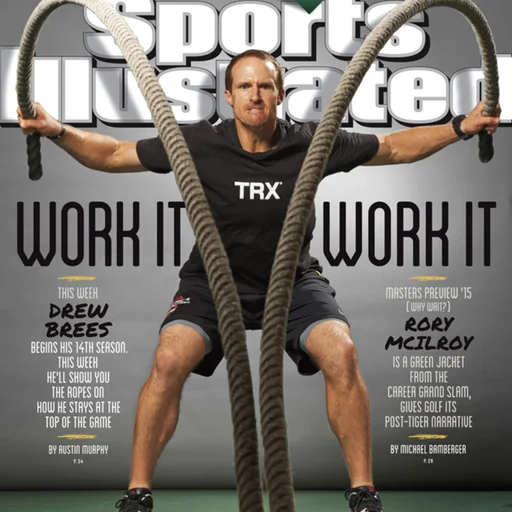 Sports
Illustrated
TRX
WORK IT WORK IT
THIS WEEK
DREW
BREES
BEGINS HIS 14TH SEASON.
THIS WEEK
HE'LL SHOW YOU
THE ROPES ON
HOW HE STAYS AT THE
TOP OF THE GAME
BY AUSTIN MURPHY
P. 34
MASTERS PREVIEW '15
(WHY WAIT?)
RORY
MCILROY
IS A GREEN JACKET
FROM THE
CAREER GRAND SLAM,
GIVES GOLF ITS
POST-TIGER NARRATIVE
BY MICHAEL BAMBERGER
P. 28